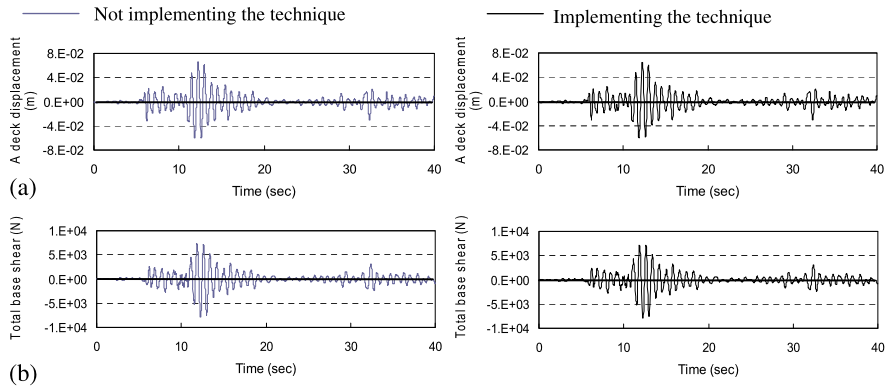 Not implementing the technique
Implementing the technique
A deck displacement
(m)
8.E-02
4.E-02
0.E+00
-4.E-02
-8.E-02
0 10 20 30 40
Time (sec)
(a)
A deck displacement
(m)
8.E-02
4.E-02
0.E+00
-4.E-02
-8.E-02
0 10 20 30 40
Time (sec)
Total base shear (N)
1.E+04
5.E+03
0.E+00
-5.E+03
-1.E+04
0 10 20 30 40
Time (sec)
(b)
Total base shear (N)
1.E+04
5.E+03
0.E+00
-5.E+03
-1.E+04
0 10 20 30 40
Time (sec)